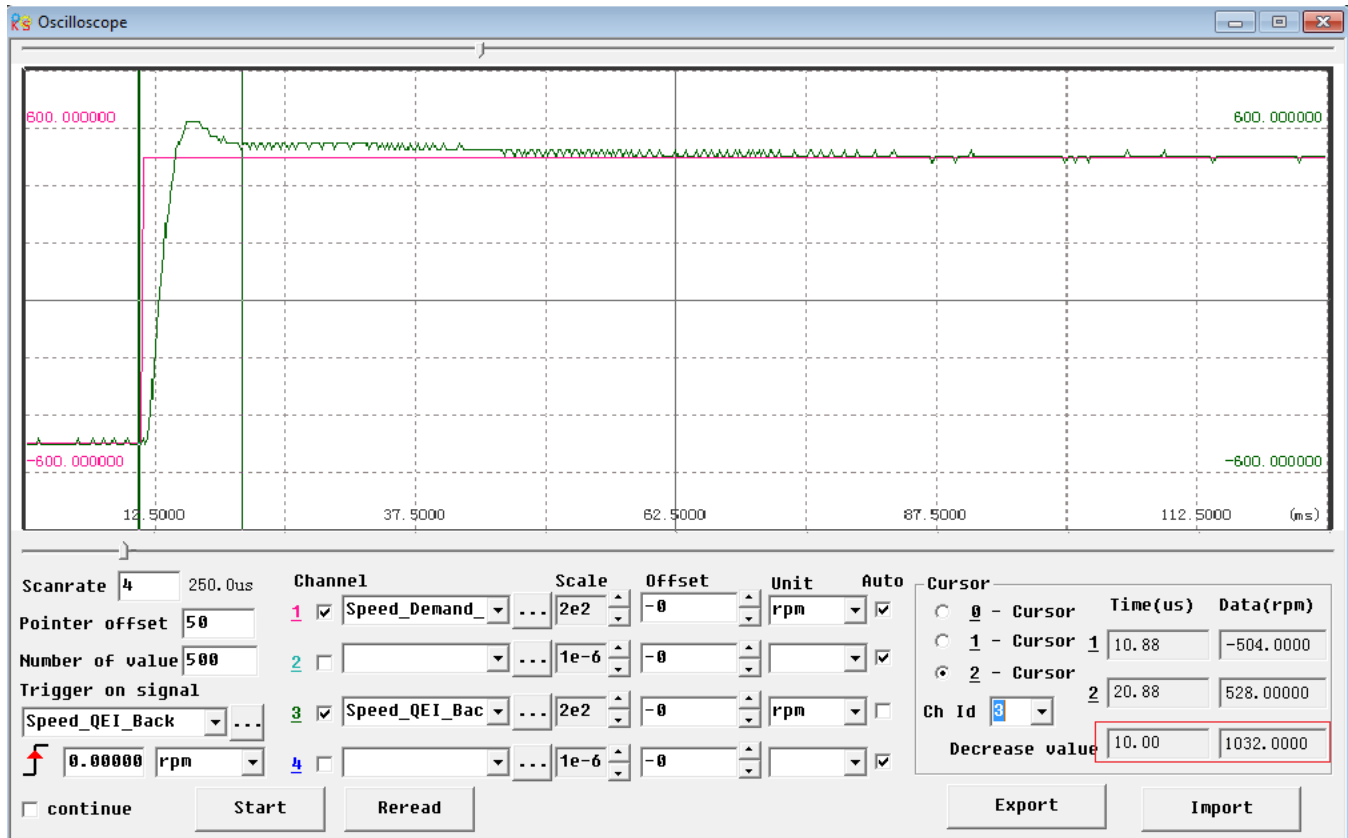 Oscilloscope
600.000000 600.000000
-600.000000 -600.000000
12.5000 37.5000 62.5000 87.5000 112.5000 (ms)
Scanrate 4 250.0us
Pointer offset 50
Number of value 500
Trigger on signal
Speed_QEI_Back ...
0.00000 rpm
continue Start Reread
Channel Scale Offset Unit Auto
1 Speed_Demand_ ... 2e2 -0 rpm
2 ... 1e-6 -0
3 Speed_QEI_Bac ... 2e2 -0 rpm
4 ... 1e-6 -0
Cursor
0 - Cursor Time(us) Data(rpm)
1 - Cursor 1 10.88 -504.0000
2 - Cursor 2 20.88 528.00000
Ch Id 3
Decrease value 10.00 1032.0000
Export Import